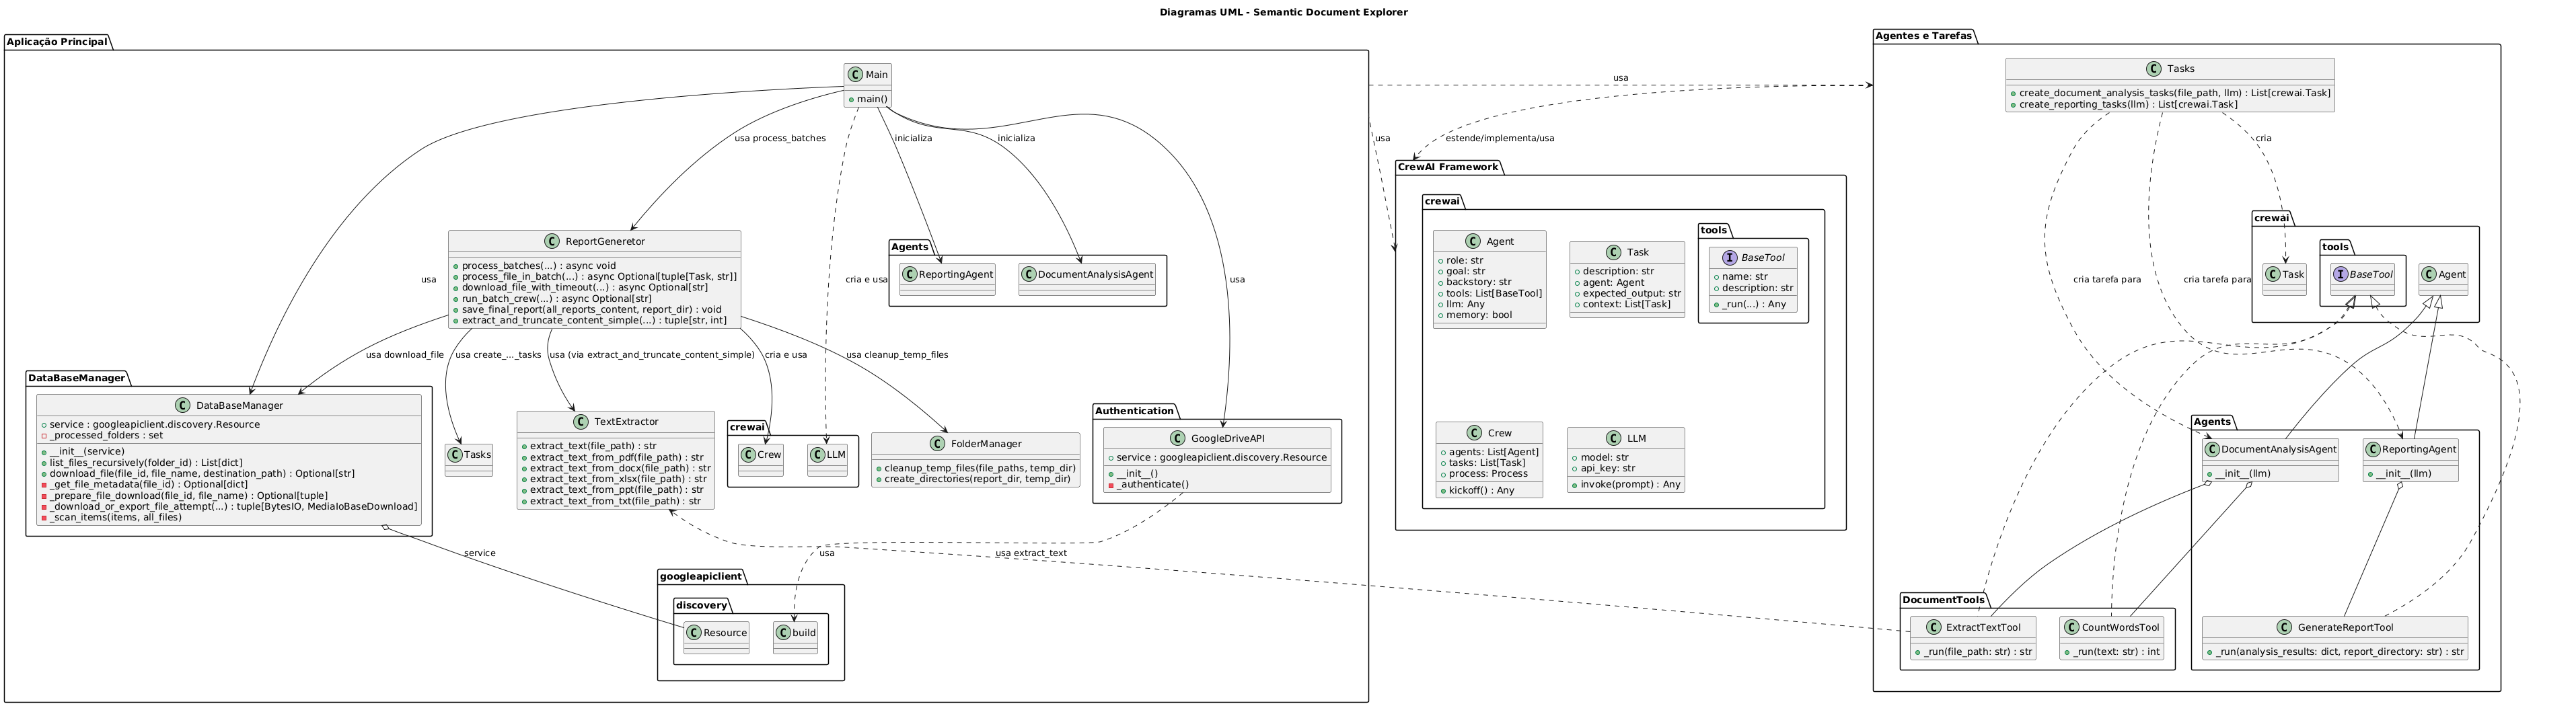 Diagramas UML - Semantic Document Explorer
Aplicação Principal
C Main
main()
usa process_batches
inicializa
inicializa
usa
cria e usa
usa
C ReportGeneretor
process_batches(...) : async void
process_file_in_batch(...) : async Optional[tuple[Task, str]]
download_file_with_timeout(...) : async Optional[str]
run_batch_crew(...) : async Optional[str]
save_final_report(all_reports_content, report_dir) : void
extract_and_truncate_content_simple(...) : tuple[str, int]
Agents
C ReportingAgent
C DocumentAnalysisAgent
usa download_file
usa create_..._tasks
usa (via extract_and_truncate_content_simple)
cria e usa
usa cleanup_temp_files
DataBaseManager
C DataBaseManager
service : googleapiclient.discovery.Resource
_processed_folders : set
__init__(service)
list_files_recursively(folder_id) : List[dict]
download_file(file_id, file_name, destination_path) : Optional[str]
_get_file_metadata(file_id) : Optional[dict]
_prepare_file_download(file_id, file_name) : Optional[tuple]
_download_or_export_file_attempt(...) : tuple[BytesIO, MediaIoBaseDownload]
_scan_items(items, all_files)
C Tasks
C TextExtractor
extract_text(file_path) : str
extract_text_from_pdf(file_path) : str
extract_text_from_docx(file_path) : str
extract_text_from_xlsx(file_path) : str
extract_text_from_ppt(file_path) : str
extract_text_from_txt(file_path) : str
crewai
C Crew
C LLM
C FolderManager
cleanup_temp_files(file_paths, temp_dir)
create_directories(report_dir, temp_dir)
Authentication
C GoogleDriveAPI
service : googleapiclient.discovery.Resource
__init__()
_authenticate()
service
usa
usa extract_text
googleapiclient
discovery
C Resource
C build
usa
usa
estende/implementa/usa
CrewAI Framework
crewai
C Agent
role: str
goal: str
backstory: str
tools: List[BaseTool]
llm: Any
memory: bool
C Task
description: str
agent: Agent
expected_output: str
context: List[Task]
tools
I BaseTool
name: str
description: str
_run(...) : Any
C Crew
agents: List[Agent]
tasks: List[Task]
process: Process
kickoff() : Any
C LLM
model: str
api_key: str
invoke(prompt) : Any
Agentes e Tarefas
C Tasks
create_document_analysis_tasks(file_path, llm) : List[crewai.Task]
create_reporting_tasks(llm) : List[crewai.Task]
cria
cria tarefa para
cria tarefa para
crewai
C Task
tools
I BaseTool
C Agent
Agents
C DocumentAnalysisAgent
__init__(llm)
C ReportingAgent
__init__(llm)
C GenerateReportTool
_run(analysis_results: dict, report_directory: str) : str
DocumentTools
C ExtractTextTool
_run(file_path: str) : str
C CountWordsTool
_run(text: str) : int